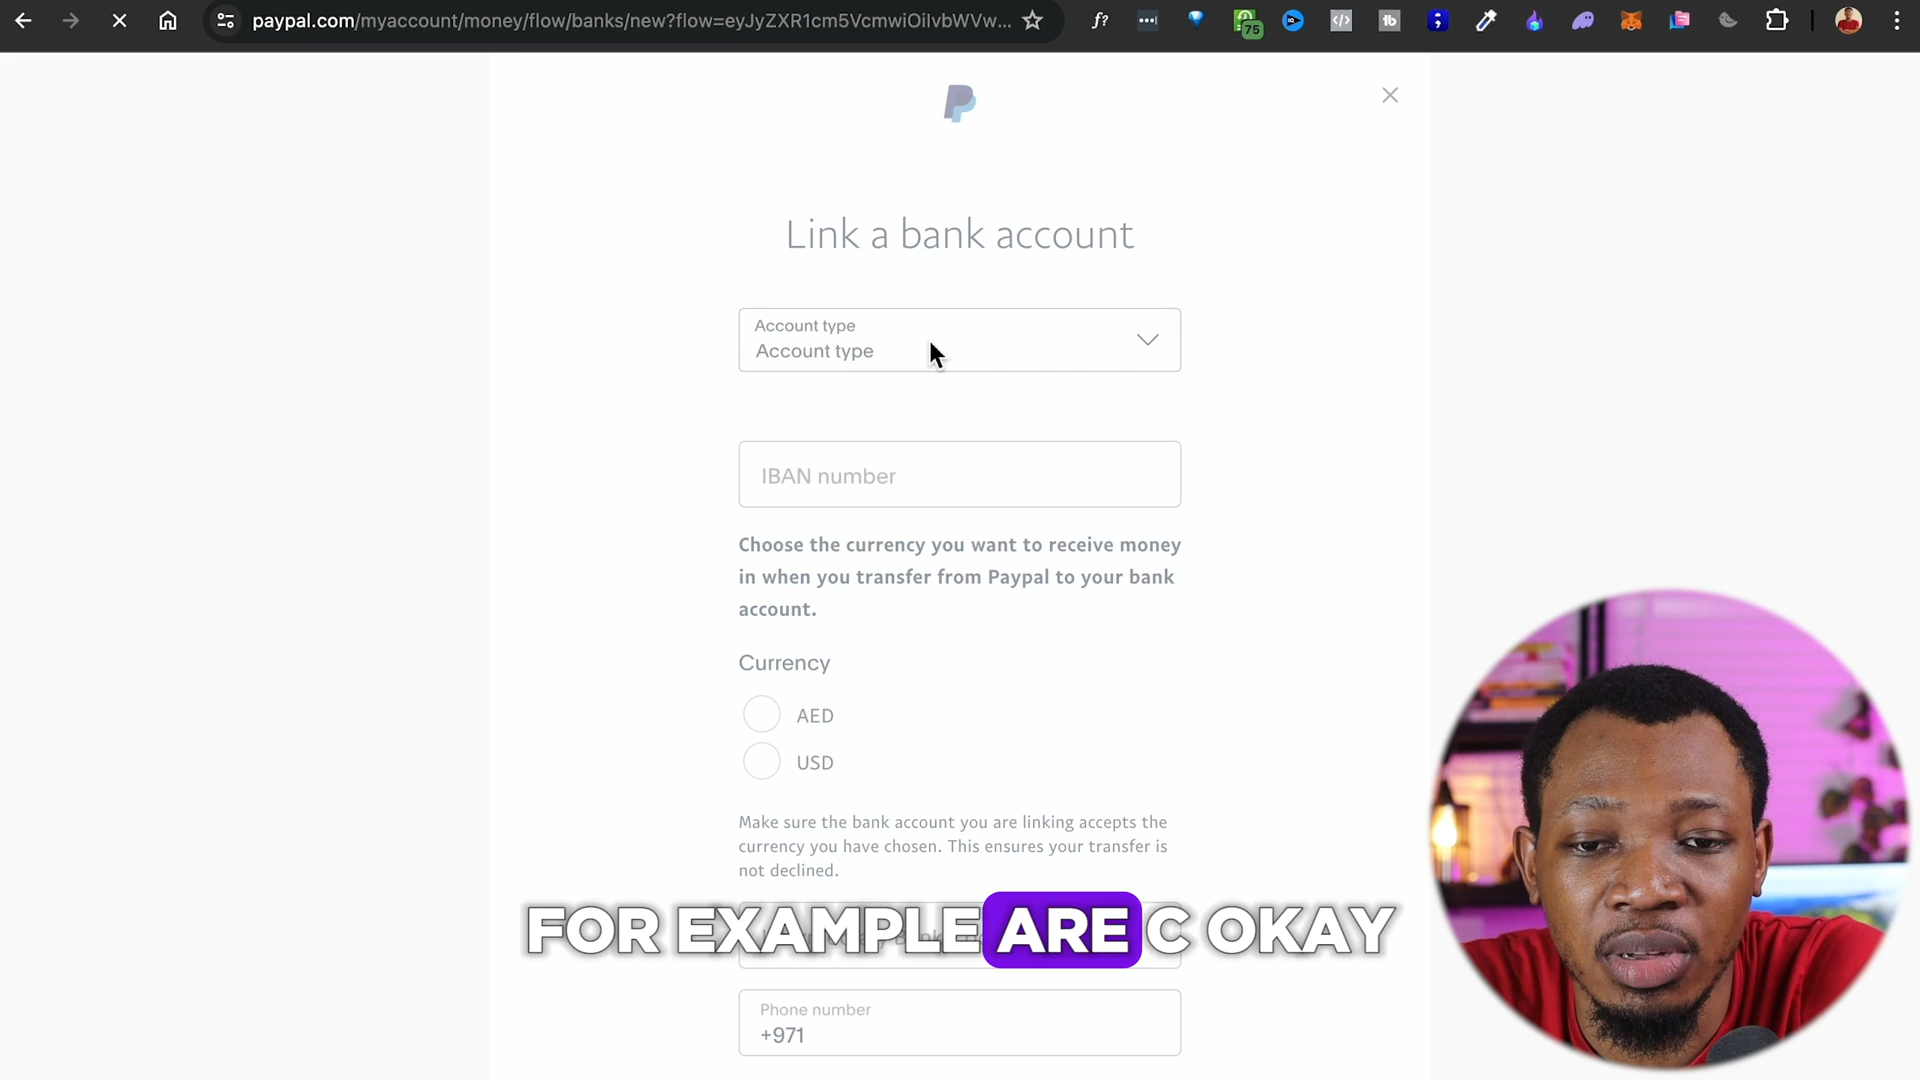 paypal.com/myaccount/money/flow/banks/new?flow=eyJyZXR1cm5VcmwiOiIvbWVw...
f?
75
tb
Link a bank account
Account type
Account type
IBAN number
Choose the currency you want to receive money
in when you transfer from Paypal to your bank
account.
Currency
AED
USD
Make sure the bank account you are linking accepts the
currency you have chosen. This ensures your transfer is
not declined.
FOR EXAMPLE ARE C OKAY
Phone number
+971